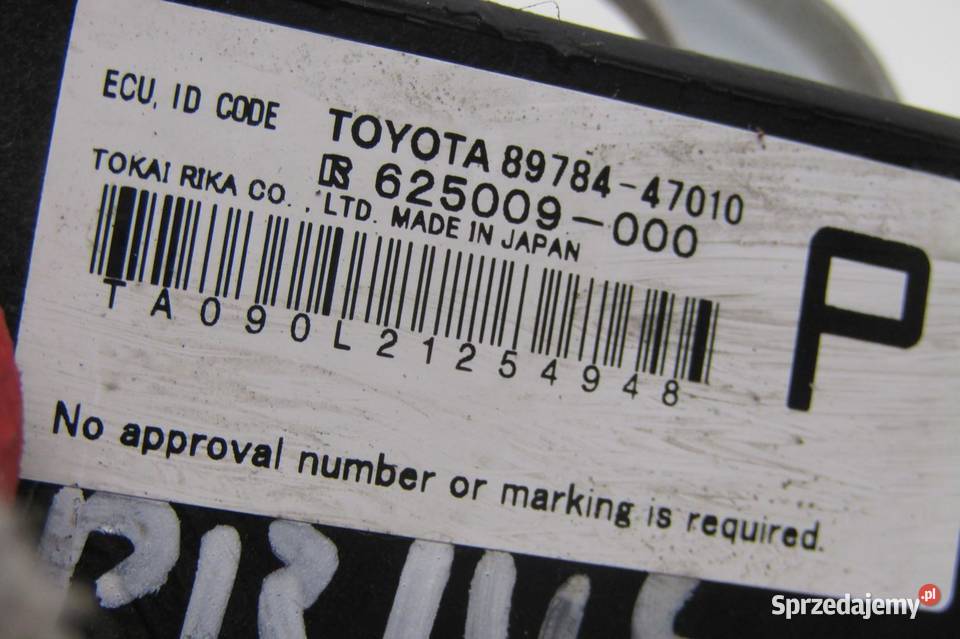 ECU, ID CODE
TOYOTA 89784-47010
625009-000
TOKAI RIKA CO., LTD. MADE IN JAPAN
TA090L21254948
P
No approval number or marking is required.
Sprzedajemy.pl